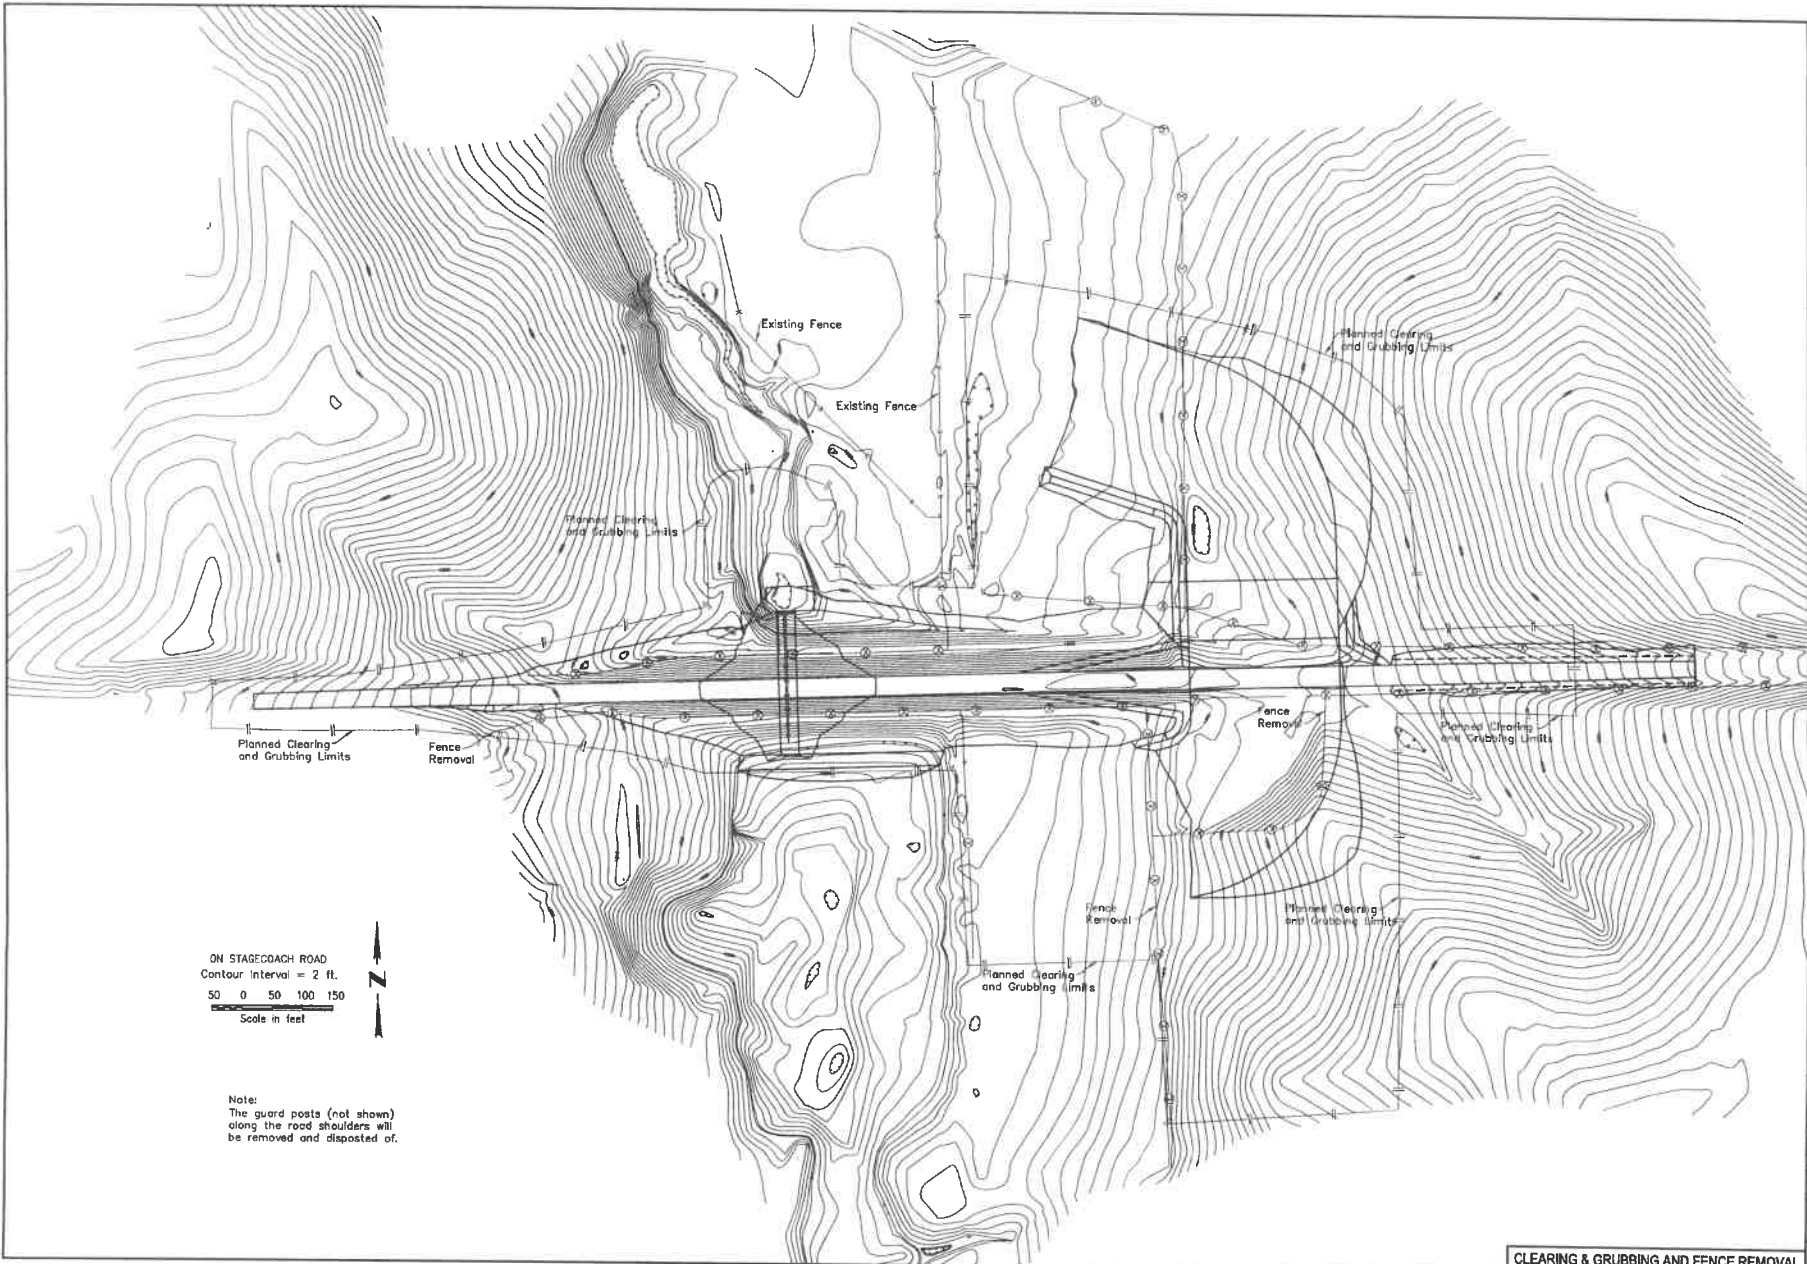 Existing Fence
Planned Clearing
and Grubbing Limits
Existing Fence
Planned Clearing
and Grubbing Limits
Fence
Removal
Planned Clearing
and Grubbing Limits
Planned Clearing
and Grubbing Limits
Fence
Removal
Fence
Removal
Planned Clearing
and Grubbing Limits
Planned Clearing
and Grubbing Limits
ON STAGECOACH ROAD
Contour Interval = 2 ft.
50 0 50 100 150
Scale in feet
N
Note:
The guard posts (not shown)
along the road shoulders will
be removed and disposted of.
CLEARING & GRUBBING AND FENCE REMOVAL